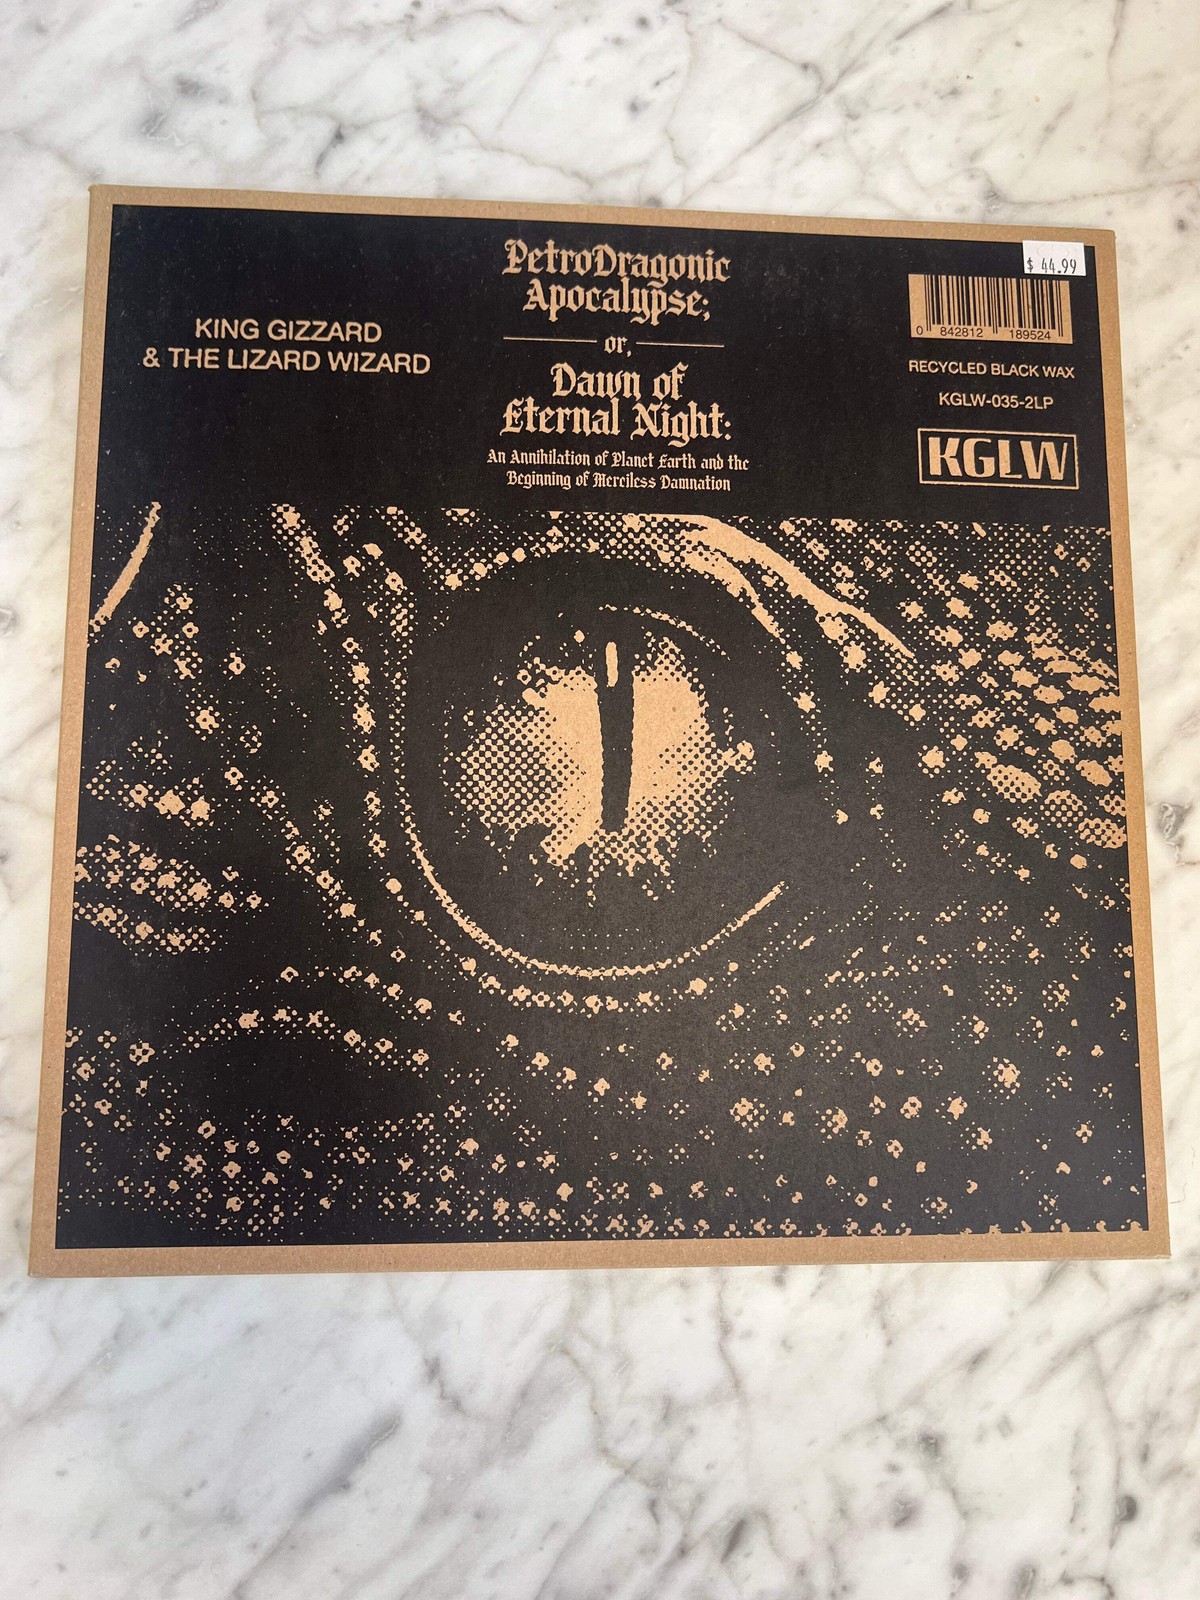 KING GIZZARD
& THE LIZARD WIZARD
PetroDragonic
Apocalypse;
or,
Dawn of
Eternal Night:
An Annihilation of Planet Earth and the
Beginning of Merciless Damnation
$ 44.99
0 842812 189524
RECYCLED BLACK WAX
KGLW-035-2LP
KGLW